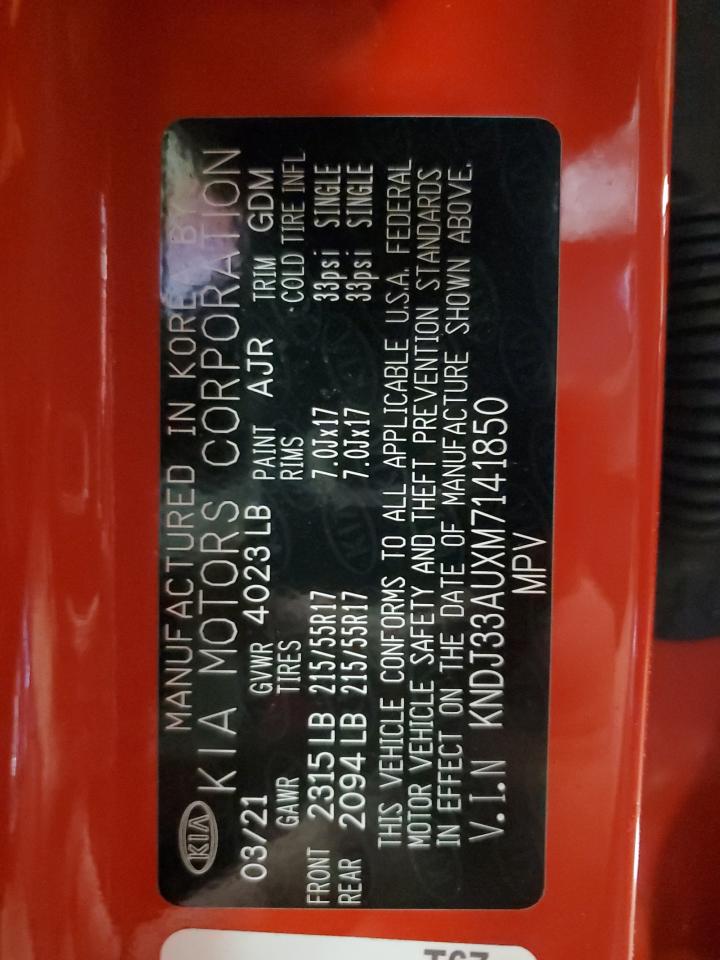 KIA
MANUFACTURED IN KOREA BY
KIA MOTORS CORPORATION
03/21 GVWR 4023 LB PAINT AJR TRIM GDM
GAWR TIRES RIMS COLD TIRE INFL
FRONT 2315 LB 215/55R17 7.0Jx17 33psi SINGLE
REAR 2094 LB 215/55R17 7.0Jx17 33psi SINGLE
THIS VEHICLE CONFORMS TO ALL APPLICABLE U.S.A. FEDERAL
MOTOR VEHICLE SAFETY AND THEFT PREVENTION STANDARDS
IN EFFECT ON THE DATE OF MANUFACTURE SHOWN ABOVE.
V.I.N KNDJ33AUXM7141850
MPV